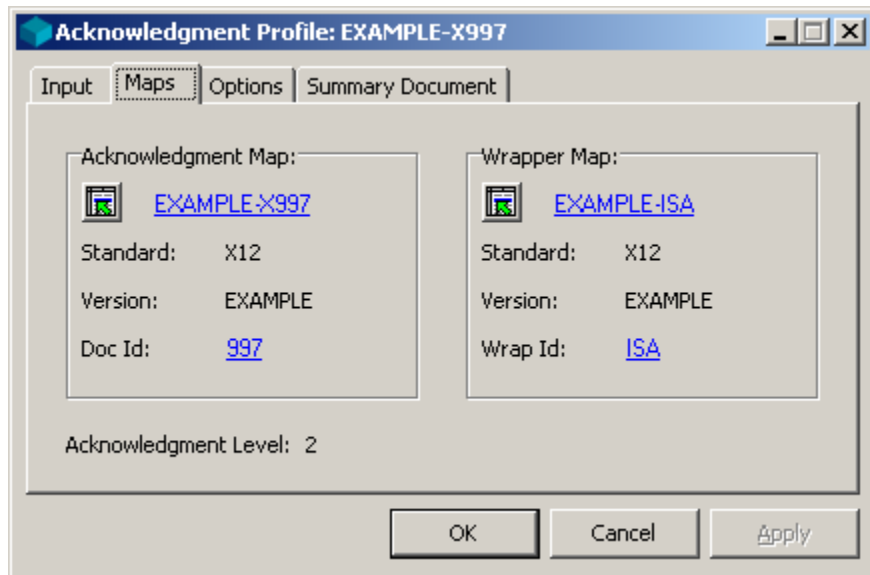 Acknowledgment Profile: EXAMPLE-X997
Input Maps Options Summary Document
Acknowledgment Map:
EXAMPLE-X997
Standard: X12
Version: EXAMPLE
Doc Id: 997
Wrapper Map:
EXAMPLE-ISA
Standard: X12
Version: EXAMPLE
Wrap Id: ISA
Acknowledgment Level: 2
OK Cancel Apply